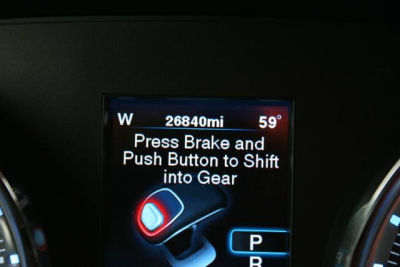 W 26840mi 59°
Press Brake and
Push Button to Shift
into Gear
P
R